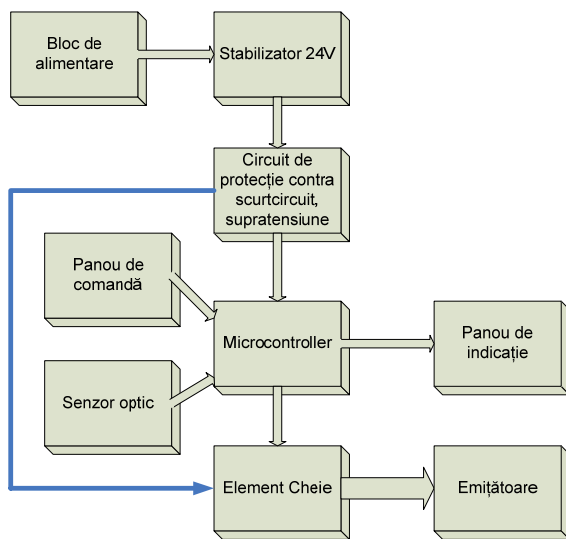 Bloc de
alimentare
Stabilizator 24V
Circuit de
protecție contra
scurtcircuit,
supratensiune
Panou de
comandă
Microcontroller
Panou de
indicație
Senzor optic
Element Cheie
Emițătoare